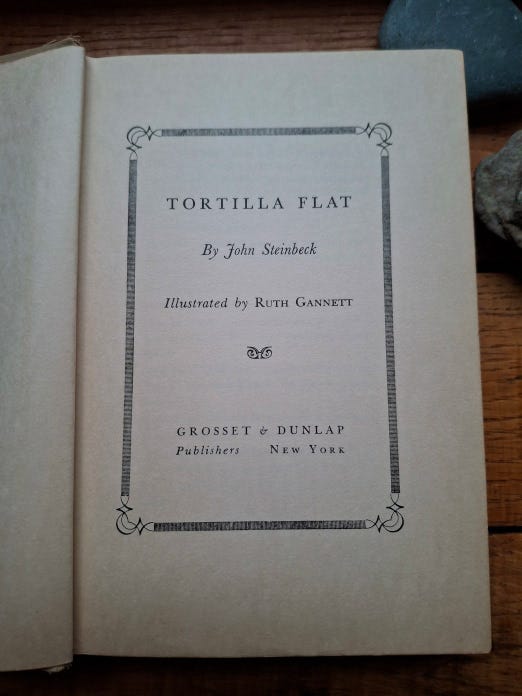 TORTILLA FLAT
By John Steinbeck
Illustrated by RUTH GANNETT
GROSSET & DUNLAP
Publishers NEW YORK